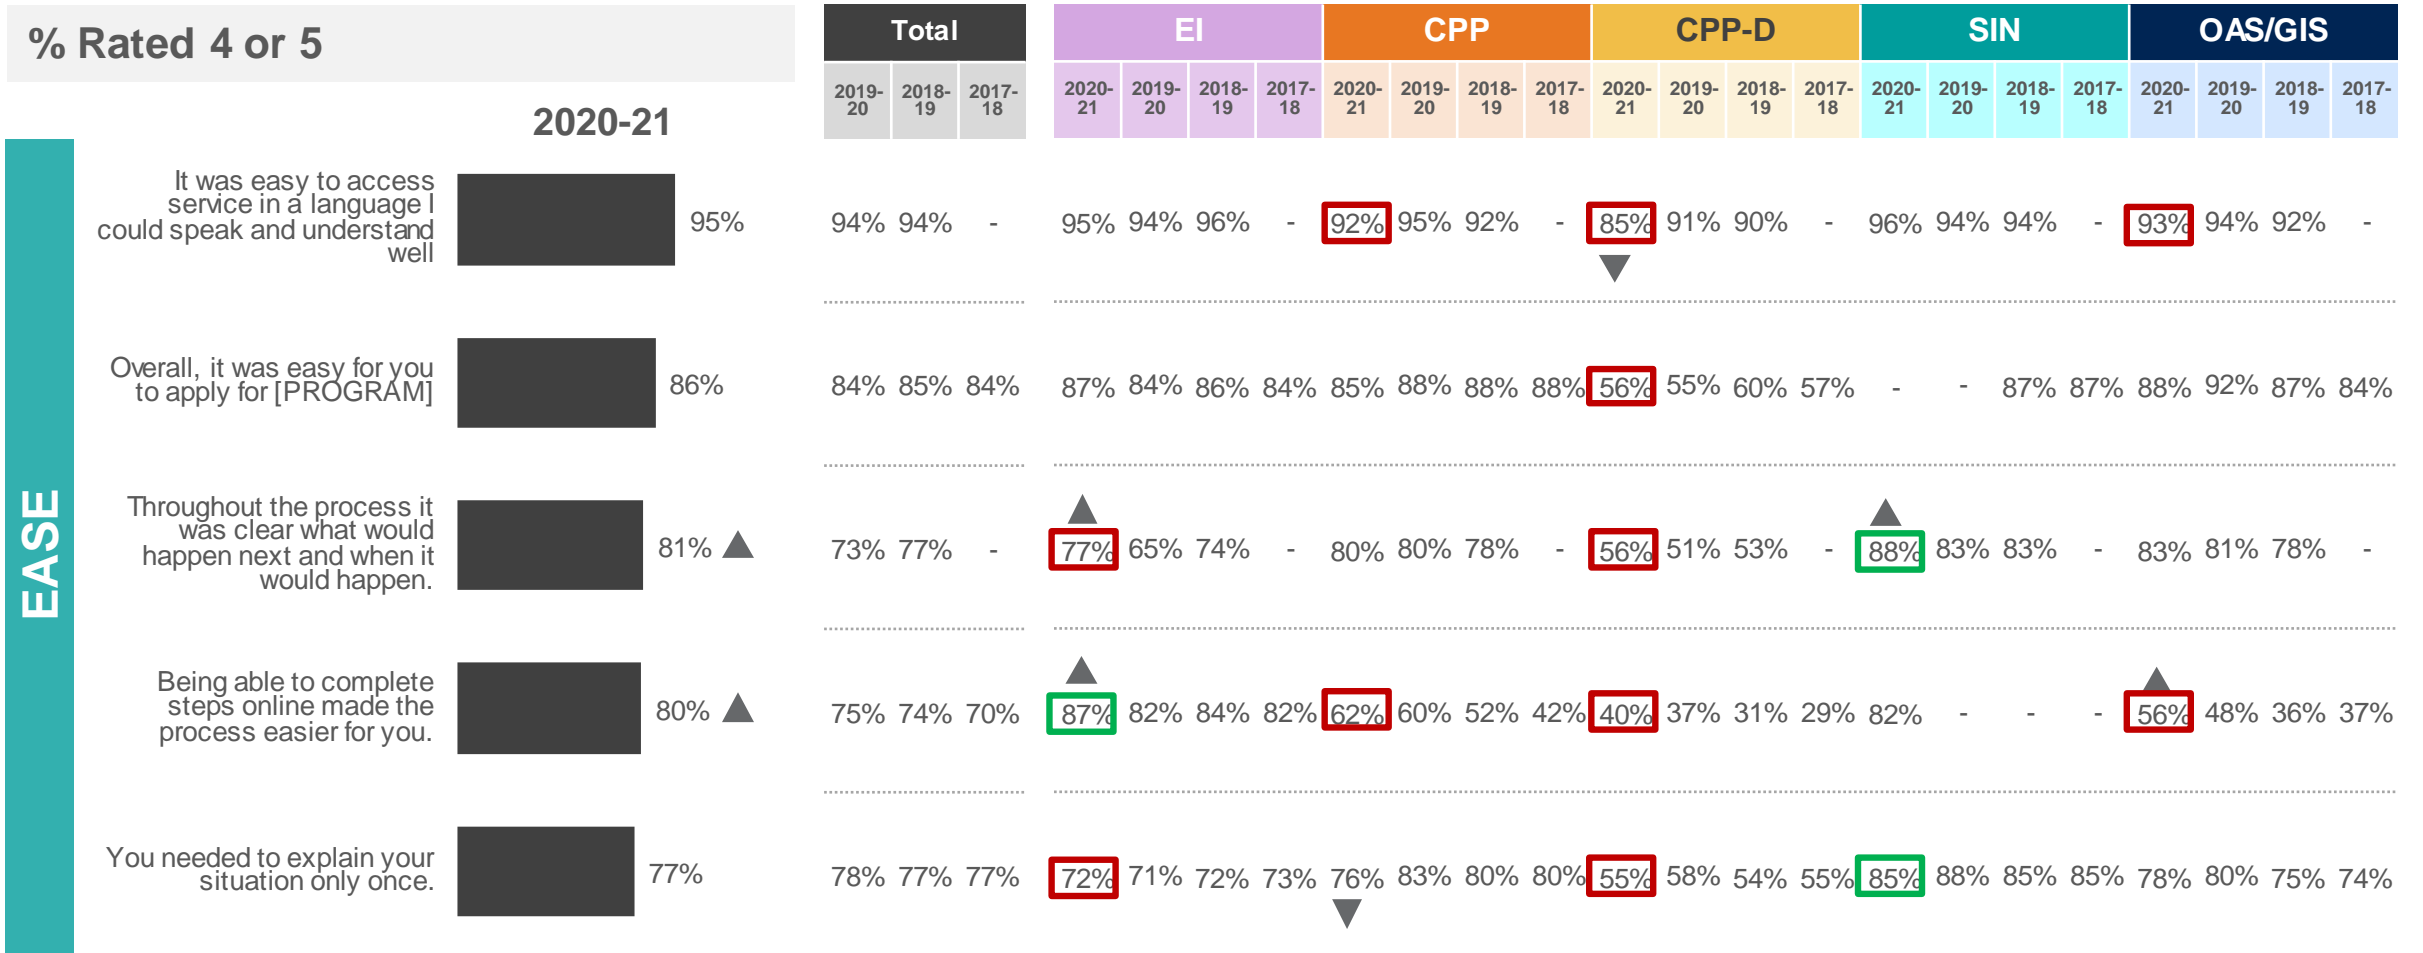 % Rated 4 or 5
Total EI CPP CPP-D SIN OAS/GIS
2020-21
2019-20 2018-19 2017-18 2020-21 2019-20 2018-19 2017-18 2020-21 2019-20 2018-19 2017-18 2020-21 2019-20 2018-19 2017-18 2020-21 2019-20 2018-19 2017-18 2020-21 2019-20 2018-19 2017-18
EASE
It was easy to access
service in a language I
could speak and understand
well
95% 94% 94% - 95% 94% 96% - 92% 95% 92% - 85% 91% 90% - 96% 94% 94% - 93% 94% 92% -
Overall, it was easy for you
to apply for [PROGRAM]
86% 84% 85% 84% 87% 84% 86% 84% 85% 88% 88% 88% 56% 55% 60% 57% - - 87% 87% 88% 92% 87% 84%
Throughout the process it
was clear what would
happen next and when it
would happen.
81% 73% 77% - 77% 65% 74% - 80% 80% 78% - 56% 51% 53% - 88% 83% 83% - 83% 81% 78% -
Being able to complete
steps online made the
process easier for you.
80% 75% 74% 70% 87% 82% 84% 82% 62% 60% 52% 42% 40% 37% 31% 29% 82% - - - 56% 48% 36% 37%
You needed to explain your
situation only once.
77% 78% 77% 77% 72% 71% 72% 73% 76% 83% 80% 80% 55% 58% 54% 55% 85% 88% 85% 85% 78% 80% 75% 74%